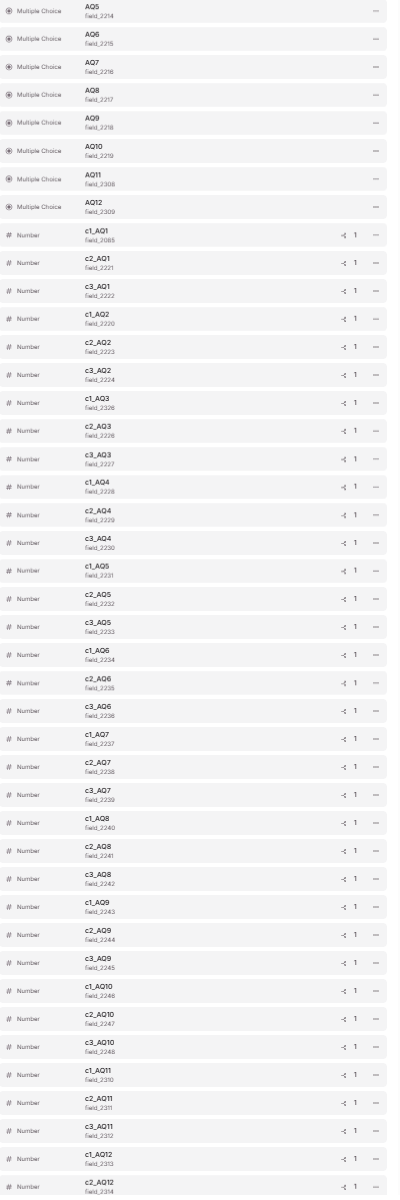 Multiple Choice AQ5
field_2214
Multiple Choice AQ6
field_2215
Multiple Choice AQ7
field_2216
Multiple Choice AQ8
field_2217
Multiple Choice AQ9
field_2218
Multiple Choice AQ10
field_2219
Multiple Choice AQ11
field_2308
Multiple Choice AQ12
field_2309
# Number c1_AQ1 1
field_2085
# Number c2_AQ1 1
field_2221
# Number c3_AQ1 1
field_2222
# Number c1_AQ2 1
field_2220
# Number c2_AQ2 1
field_2223
# Number c3_AQ2 1
field_2224
# Number c1_AQ3 1
field_2326
# Number c2_AQ3 1
field_2226
# Number c3_AQ3 1
field_2227
# Number c1_AQ4 1
field_2228
# Number c2_AQ4 1
field_2229
# Number c3_AQ4 1
field_2230
# Number c1_AQ5 1
field_2231
# Number c2_AQ5 1
field_2232
# Number c3_AQ5 1
field_2233
# Number c1_AQ6 1
field_2234
# Number c2_AQ6 1
field_2235
# Number c3_AQ6 1
field_2236
# Number c1_AQ7 1
field_2237
# Number c2_AQ7 1
field_2238
# Number c3_AQ7 1
field_2239
# Number c1_AQ8 1
field_2240
# Number c2_AQ8 1
field_2241
# Number c3_AQ8 1
field_2242
# Number c1_AQ9 1
field_2243
# Number c2_AQ9 1
field_2244
# Number c3_AQ9 1
field_2245
# Number c1_AQ10 1
field_2246
# Number c2_AQ10 1
field_2247
# Number c3_AQ10 1
field_2248
# Number c1_AQ11 1
field_2310
# Number c2_AQ11 1
field_2311
# Number c3_AQ11 1
field_2312
# Number c1_AQ12 1
field_2313
# Number c2_AQ12 1
field_2314